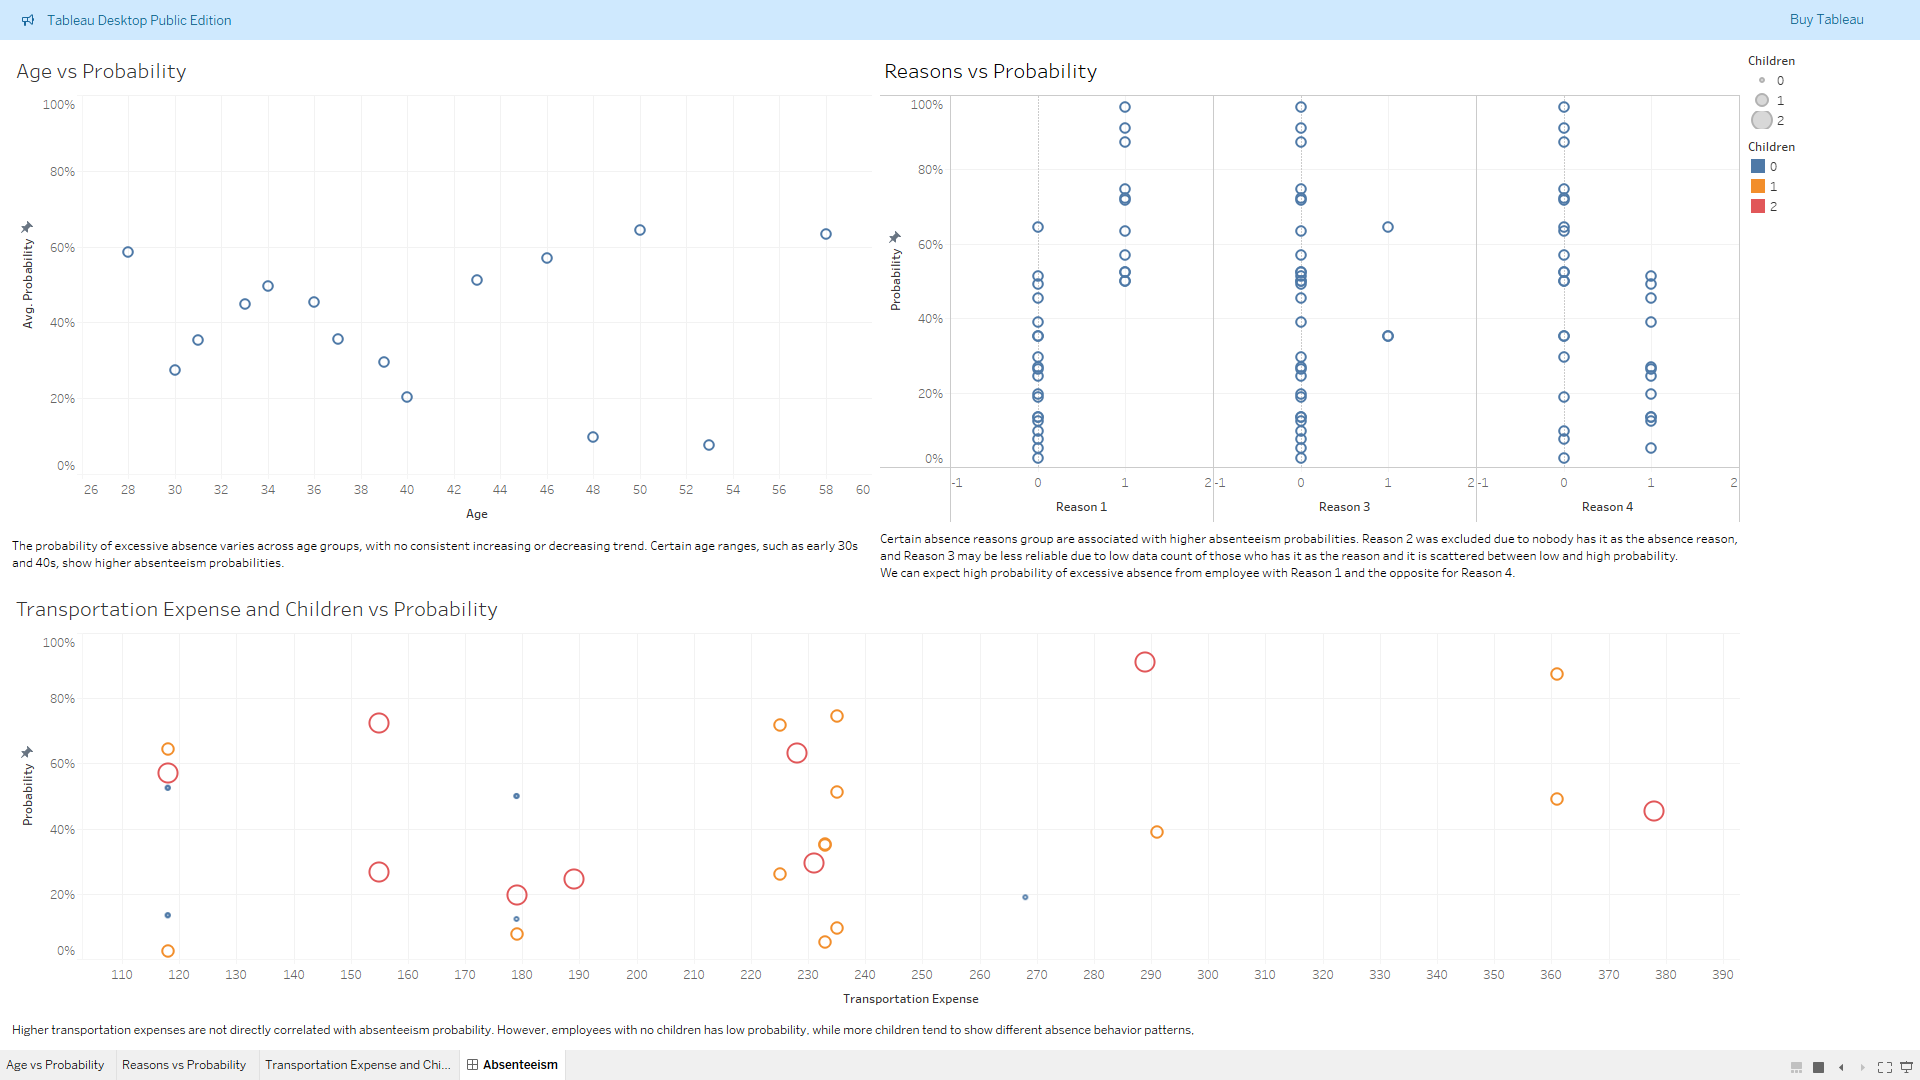 Tableau Desktop Public Edition
Buy Tableau
Age vs Probability
100%
80%
60%
40%
20%
0%
Avg. Probability
26 28 30 32 34 36 38 40 42 44 46 48 50 52 54 56 58 60
Age
The probability of excessive absence varies across age groups, with no consistent increasing or decreasing trend. Certain age ranges, such as early 30s
and 40s, show higher absenteeism probabilities.
Reasons vs Probability
100%
80%
60%
40%
20%
0%
Probability
-1 0 1 2 -1 0 1 2 -1 0 1 2
Reason 1 Reason 3 Reason 4
Certain absence reasons group are associated with higher absenteeism probabilities. Reason 2 was excluded due to nobody has it as the absence reason,
and Reason 3 may be less reliable due to low data count of those who has it as the reason and it is scattered between low and high probability.
We can expect high probability of excessive absence from employee with Reason 1 and the opposite for Reason 4.
Children
0
1
2
Children
0
1
2
Transportation Expense and Children vs Probability
100%
80%
60%
40%
20%
0%
Probability
110 120 130 140 150 160 170 180 190 200 210 220 230 240 250 260 270 280 290 300 310 320 330 340 350 360 370 380 390
Transportation Expense
Higher transportation expenses are not directly correlated with absenteeism probability. However, employees with no children has low probability, while more children tend to show different absence behavior patterns.
Age vs Probability
Reasons vs Probability
Transportation Expense and Chi...
Absenteeism